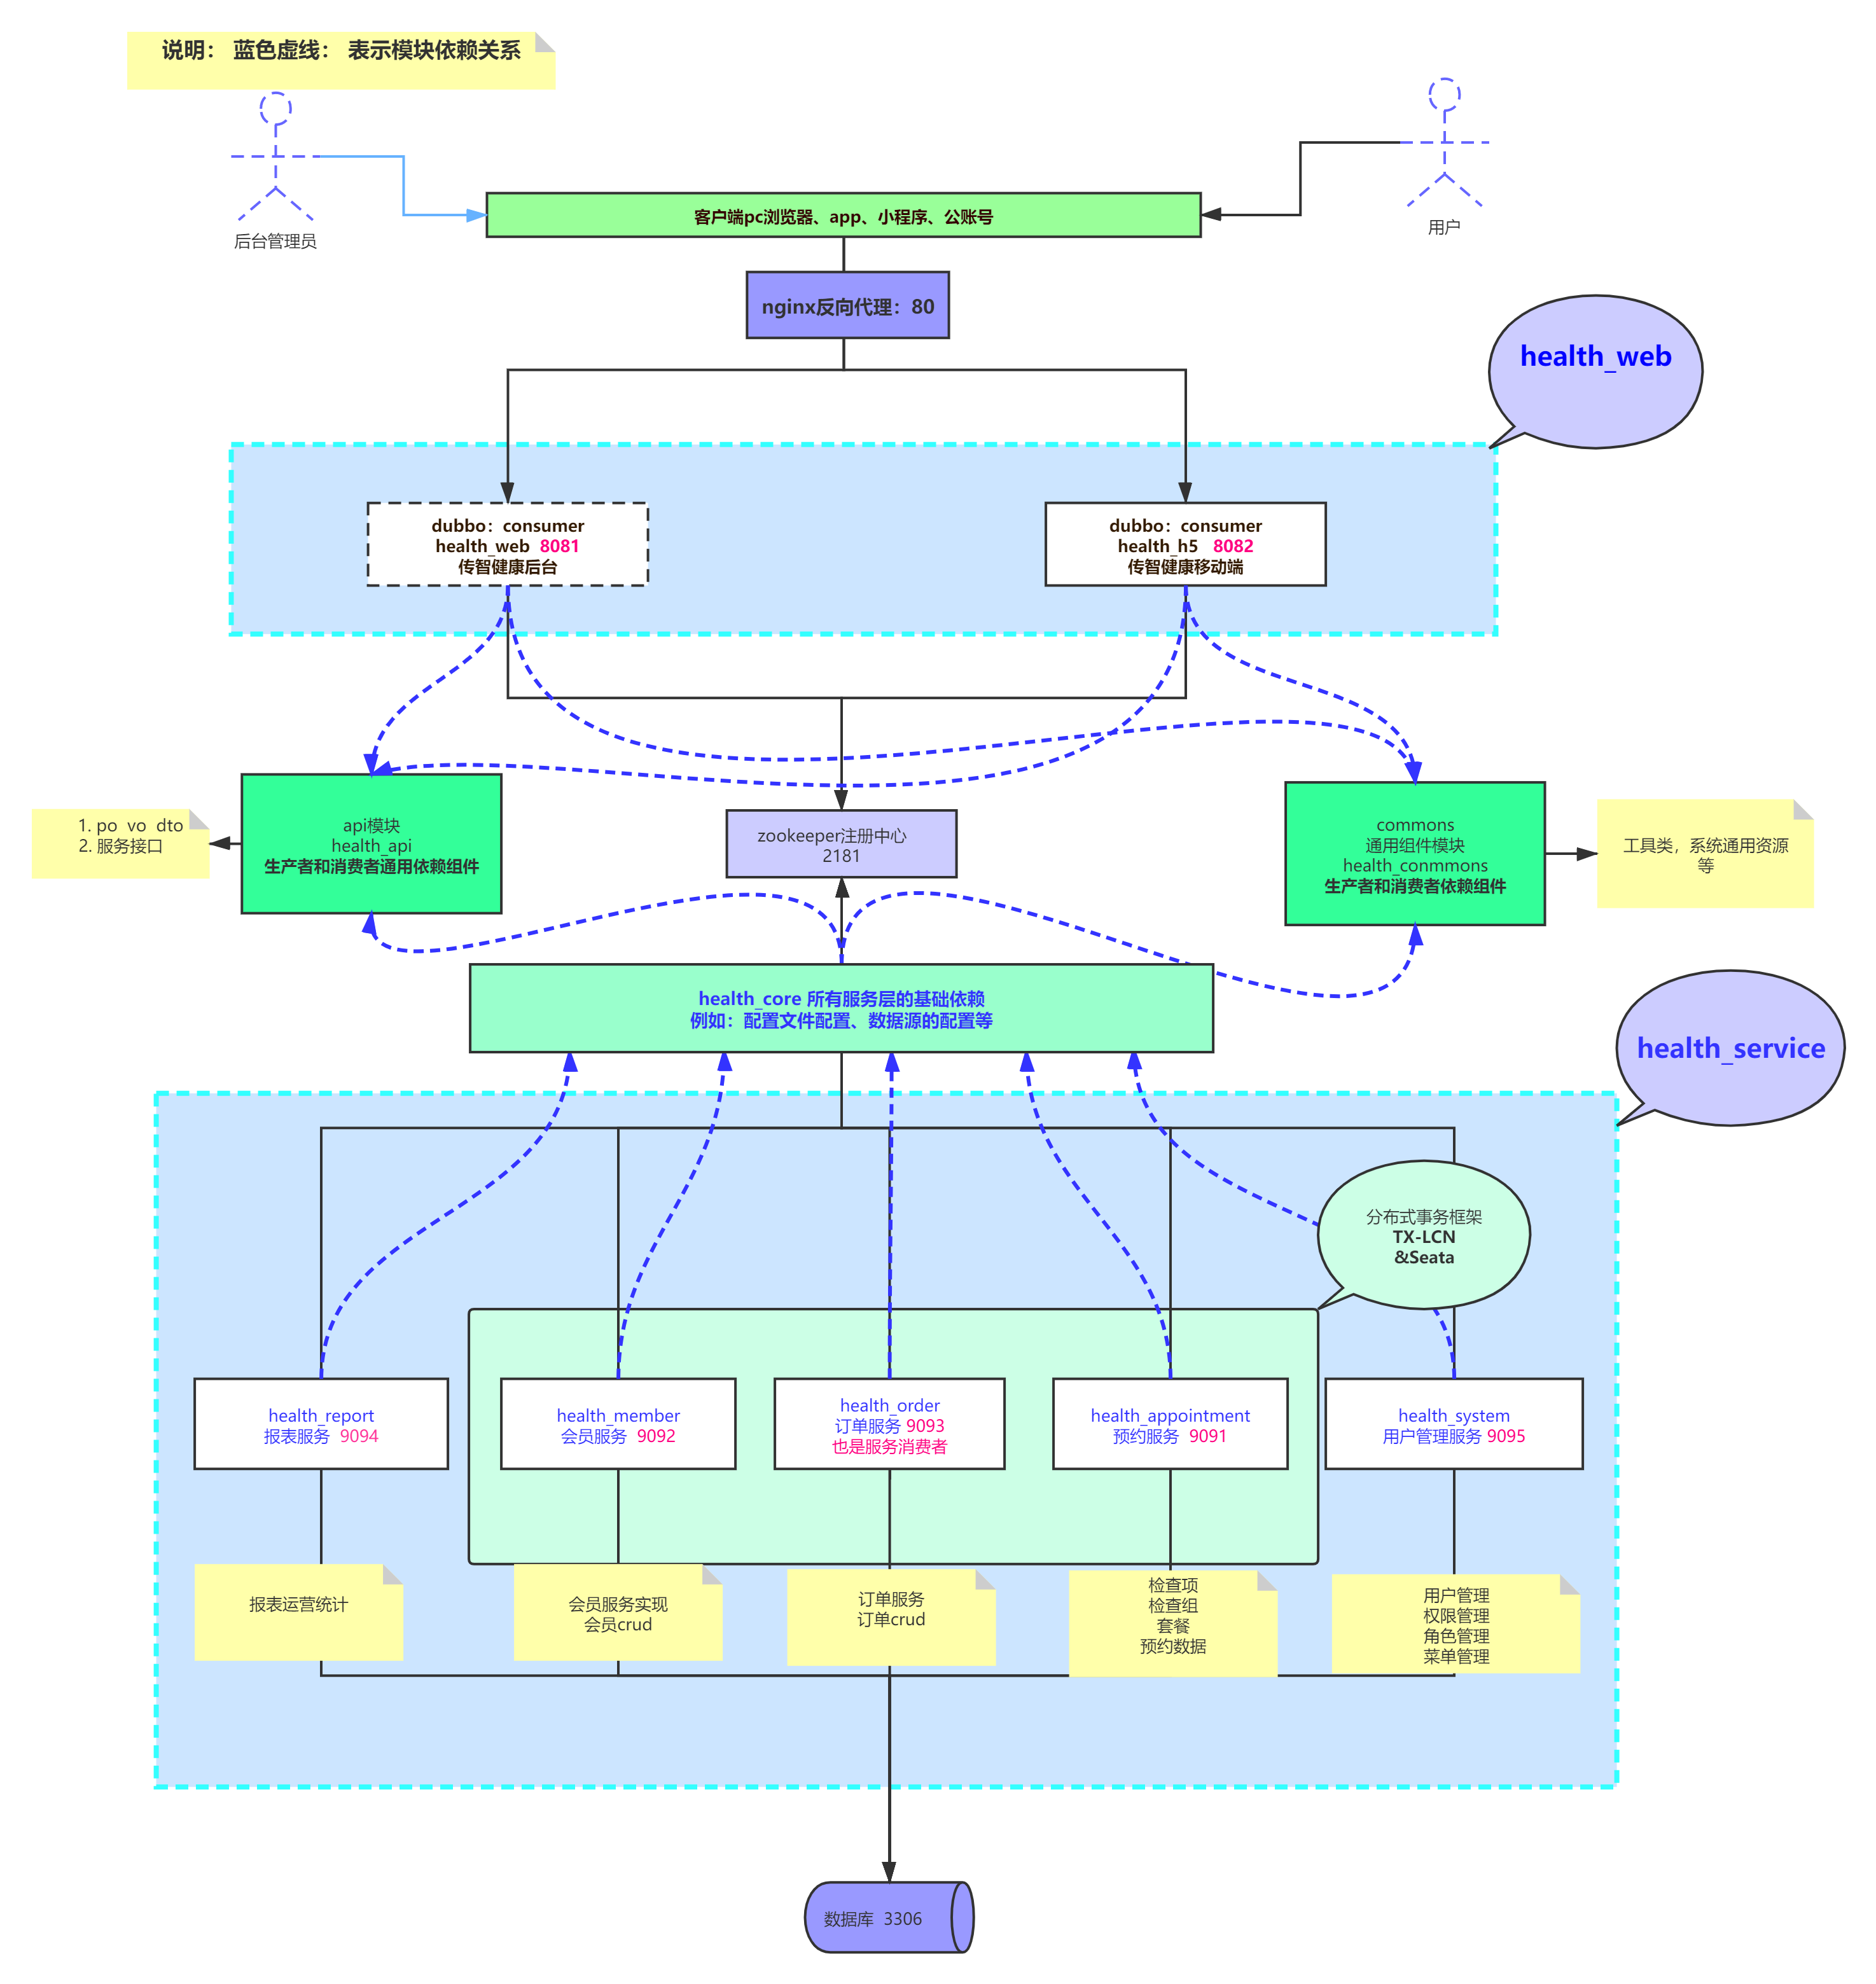 说明： 蓝色虚线： 表示模块依赖关系
后台管理员
用户
客户端pc浏览器、app、小程序、公账号
nginx反向代理：80
health_web
dubbo：consumer
health_web 8081
传智健康后台
dubbo：consumer
health_h5 8082
传智健康移动端
1. po vo dto
2. 服务接口
api模块
health_api
生产者和消费者通用依赖组件
zookeeper注册中心
2181
commons
通用组件模块
health_conmmons
生产者和消费者依赖组件
工具类，系统通用资源
等
health_core 所有服务层的基础依赖
例如：配置文件配置、数据源的配置等
health_service
分布式事务框架
TX-LCN
&Seata
health_report
报表服务 9094
health_member
会员服务 9092
health_order
订单服务 9093
也是服务消费者
health_appointment
预约服务 9091
health_system
用户管理服务 9095
报表运营统计
会员服务实现
会员crud
订单服务
订单crud
检查项
检查组
套餐
预约数据
用户管理
权限管理
角色管理
菜单管理
数据库 3306